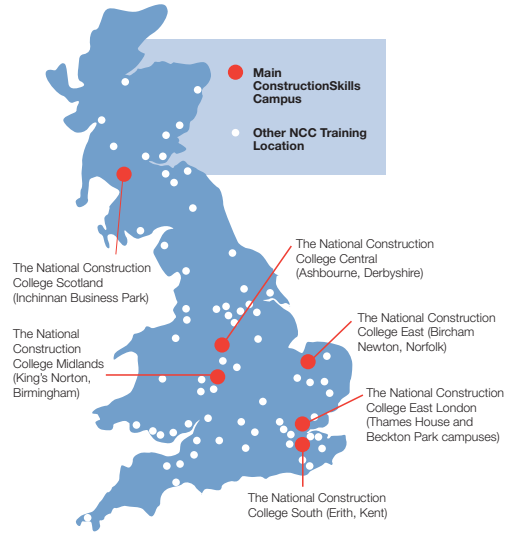 Main
ConstructionSkills
Campus
Other NCC Training
Location
The National Construction
College Central
(Ashbourne, Derbyshire)
The National Construction
College Scotland
(Inchinnan Business Park)
The National Construction
College East (Bircham
Newton, Norfolk)
The National
Construction
College Midlands
(King's Norton,
Birmingham)
The National Construction
College East London
(Thames House and
Beckton Park campuses)
The National Construction
College South (Erith, Kent)